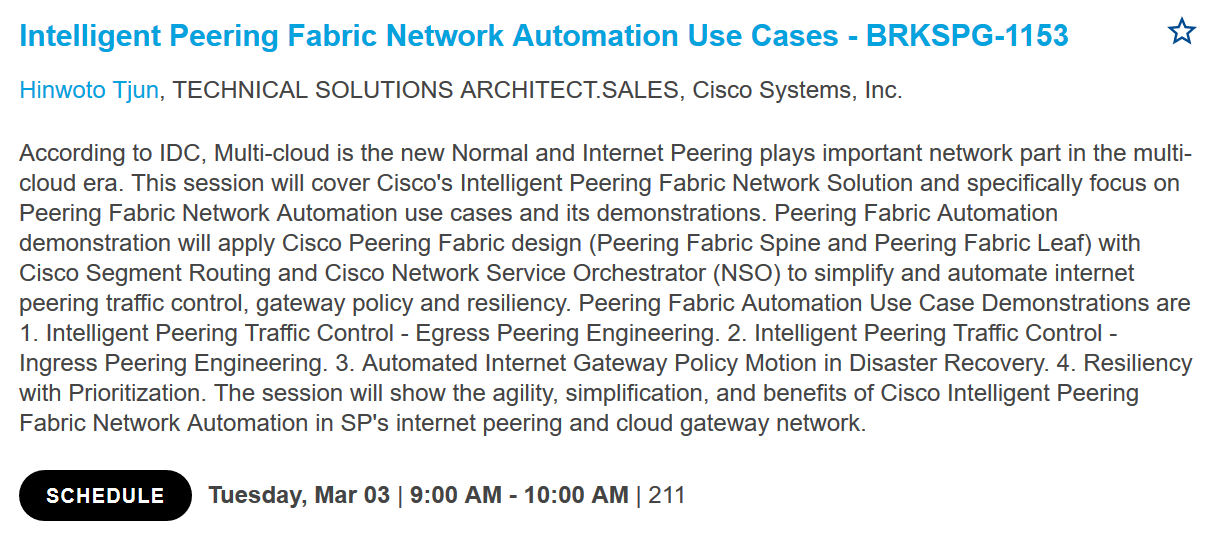 Intelligent Peering Fabric Network Automation Use Cases - BRKSPG-1153
Hinwoto Tjun, TECHNICAL SOLUTIONS ARCHITECT.SALES, Cisco Systems, Inc.
According to IDC, Multi-cloud is the new Normal and Internet Peering plays important network part in the multi-
cloud era. This session will cover Cisco's Intelligent Peering Fabric Network Solution and specifically focus on
Peering Fabric Network Automation use cases and its demonstrations. Peering Fabric Automation
demonstration will apply Cisco Peering Fabric design (Peering Fabric Spine and Peering Fabric Leaf) with
Cisco Segment Routing and Cisco Network Service Orchestrator (NSO) to simplify and automate internet
peering traffic control, gateway policy and resiliency. Peering Fabric Automation Use Case Demonstrations are
1. Intelligent Peering Traffic Control - Egress Peering Engineering. 2. Intelligent Peering Traffic Control -
Ingress Peering Engineering. 3. Automated Internet Gateway Policy Motion in Disaster Recovery. 4. Resiliency
with Prioritization. The session will show the agility, simplification, and benefits of Cisco Intelligent Peering
Fabric Network Automation in SP's internet peering and cloud gateway network.
SCHEDULE Tuesday, Mar 03 | 9:00 AM - 10:00 AM | 211